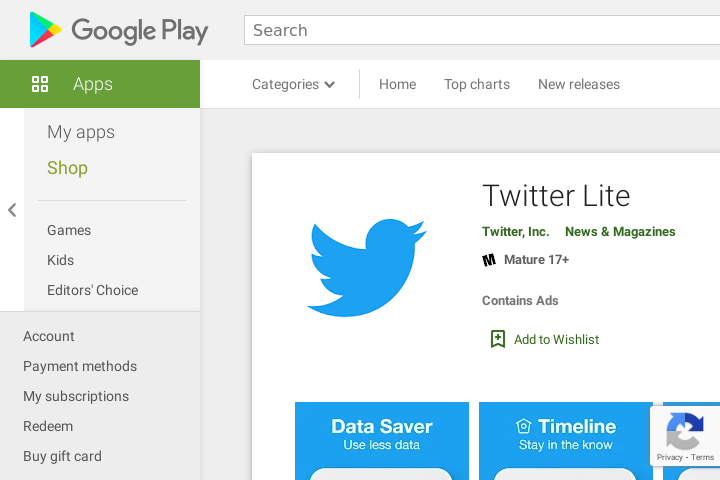 Google Play
Search
Apps
Categories
Home
Top charts
New releases
My apps
Shop
Games
Kids
Editors' Choice
Account
Payment methods
My subscriptions
Redeem
Buy gift card
Twitter Lite
Twitter, Inc. News & Magazines
Mature 17+
Contains Ads
Add to Wishlist
Data Saver
Use less data
Timeline
Stay in the know
Privacy - Terms